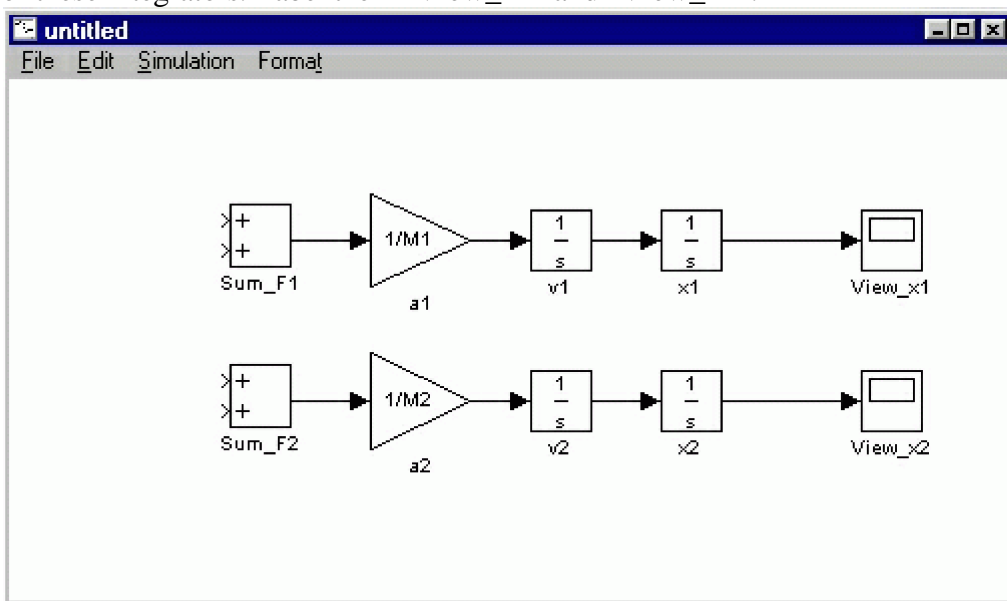 untitled
File Edit Simulation Format
+
+
Sum_F1
1/M1
a1
1
s
v1
1
s
x1
View_x1
+
+
Sum_F2
1/M2
a2
1
s
v2
1
s
x2
View_x2